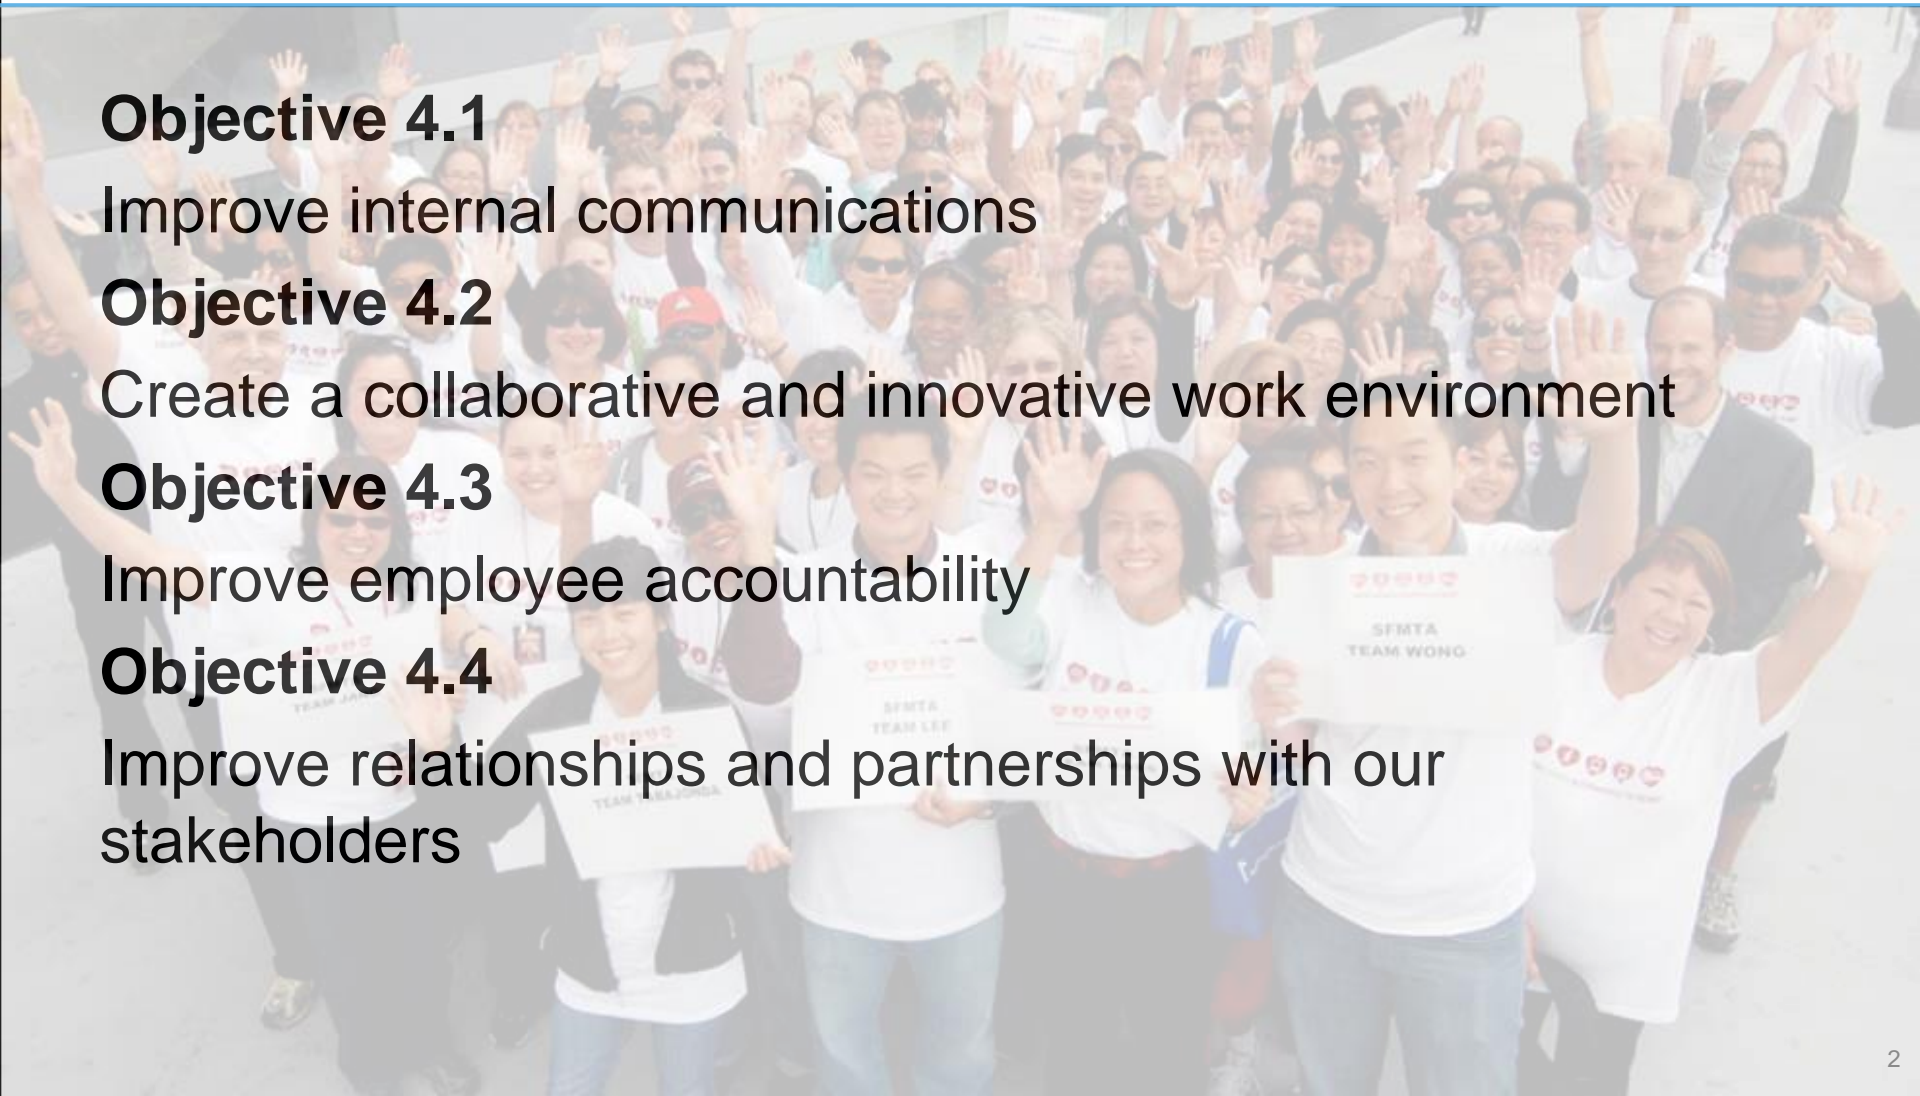 Objective 4.1
Improve internal communications
Objective 4.2
Create a collaborative and innovative work environment
Objective 4.3
Improve employee accountability
Objective 4.4
Improve relationships and partnerships with our
stakeholders
SFMTA
TEAM WONG
SFMTA
TEAM LEE
2